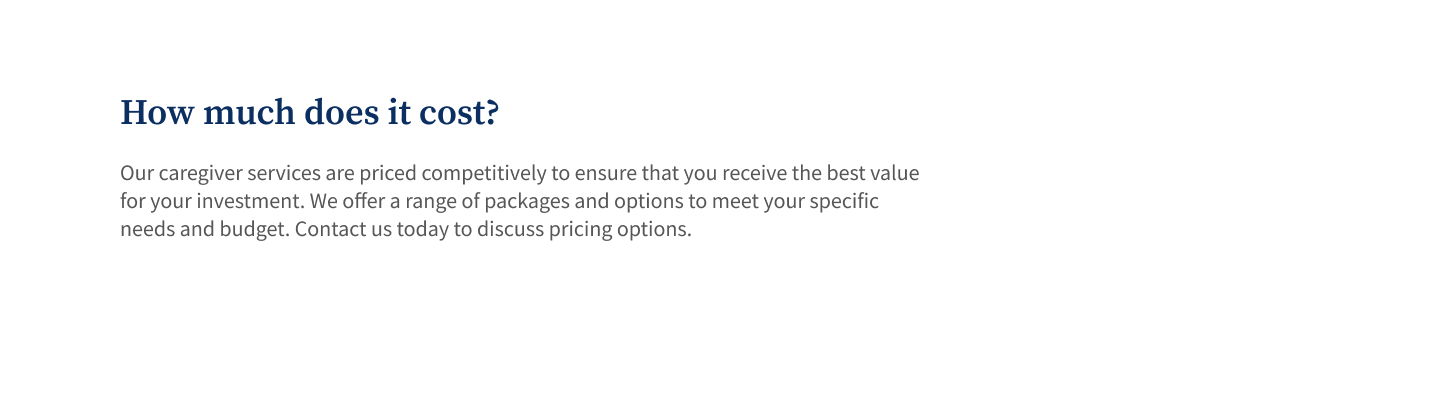 How much does it cost?
Our caregiver services are priced competitively to ensure that you receive the best value
for your investment. We offer a range of packages and options to meet your specific
needs and budget. Contact us today to discuss pricing options.